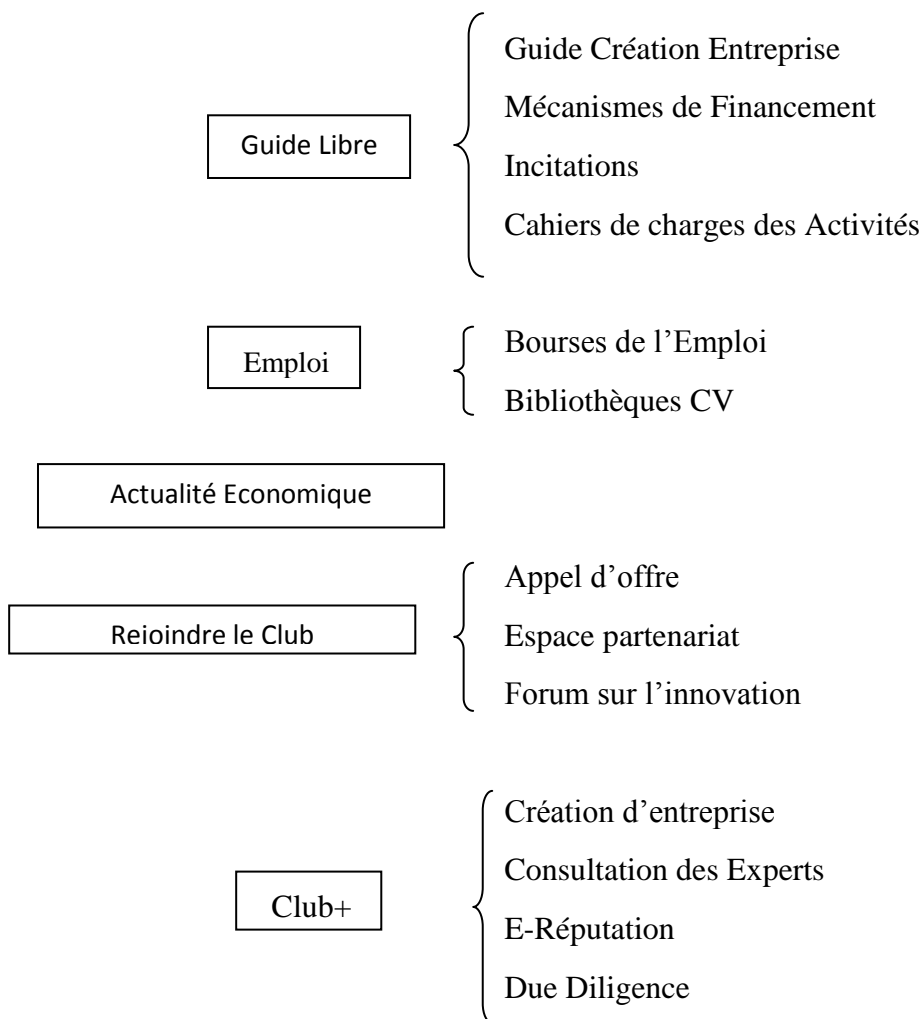 Guide Libre
Guide Création Entreprise
Mécanismes de Financement
Incitations
Cahiers de charges des Activités
Emploi
Bourses de l’Emploi
Bibliothèques CV
Actualité Economique
Rejoindre le Club
Appel d’offre
Espace partenariat
Forum sur l’innovation
Club+
Création d’entreprise
Consultation des Experts
E-Réputation
Due Diligence